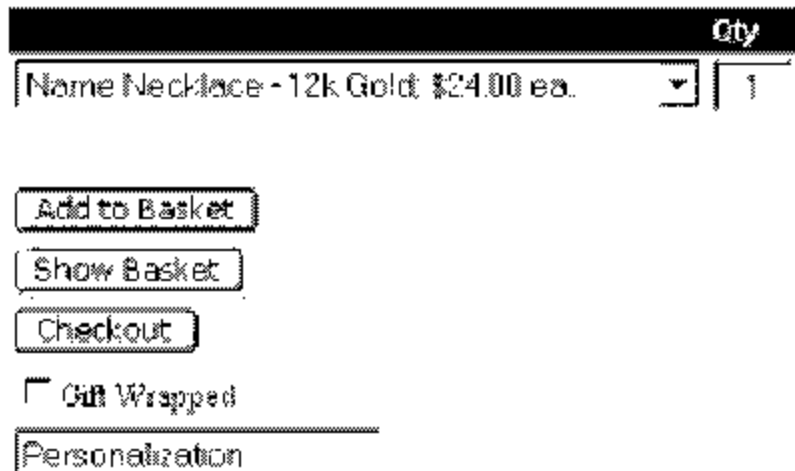 Qty
Name Necklace - 12k Gold; $24.00 ea. 1
Add to Basket
Show Basket
Checkout
Gift Wrapped
Personalization